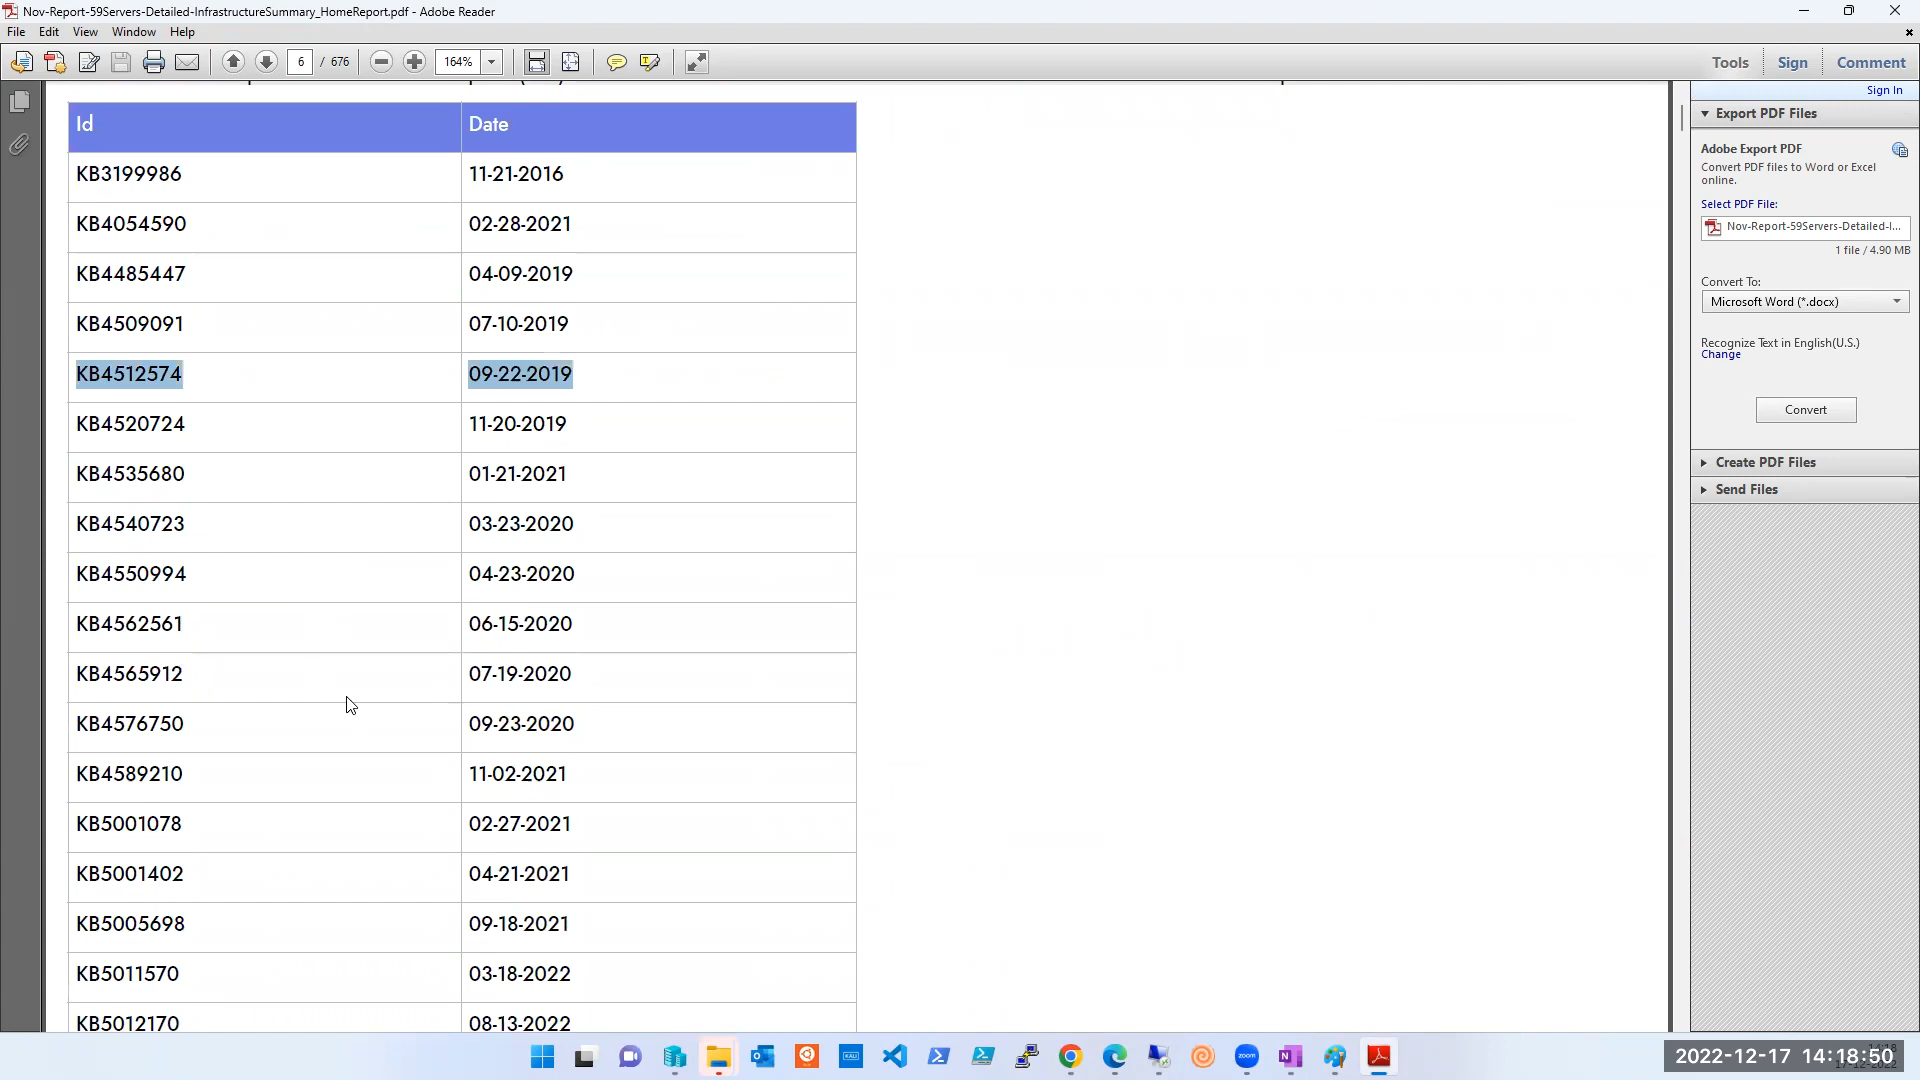 Nov-Report-59Servers-Detailed-InfrastructureSummary_HomeReport.pdf - Adobe Reader
File Edit View Window Help
6 / 676 164% Tools Sign Comment
Sign In
Export PDF Files
Adobe Export PDF
Convert PDF files to Word or Excel
online.
Select PDF File:
Nov-Report-59Servers-Detailed-I...
1 file / 4.90 MB
Convert To:
Microsoft Word (*.docx)
Recognize Text in English(U.S.)
Change
Convert
Create PDF Files
Send Files
Id Date
KB3199986 11-21-2016
KB4054590 02-28-2021
KB4485447 04-09-2019
KB4509091 07-10-2019
KB4512574 09-22-2019
KB4520724 11-20-2019
KB4535680 01-21-2021
KB4540723 03-23-2020
KB4550994 04-23-2020
KB4562561 06-15-2020
KB4565912 07-19-2020
KB4576750 09-23-2020
KB4589210 11-02-2021
KB5001078 02-27-2021
KB5001402 04-21-2021
KB5005698 09-18-2021
KB5011570 03-18-2022
KB5012170 08-13-2022
zoom
2022-12-17 14:18:50